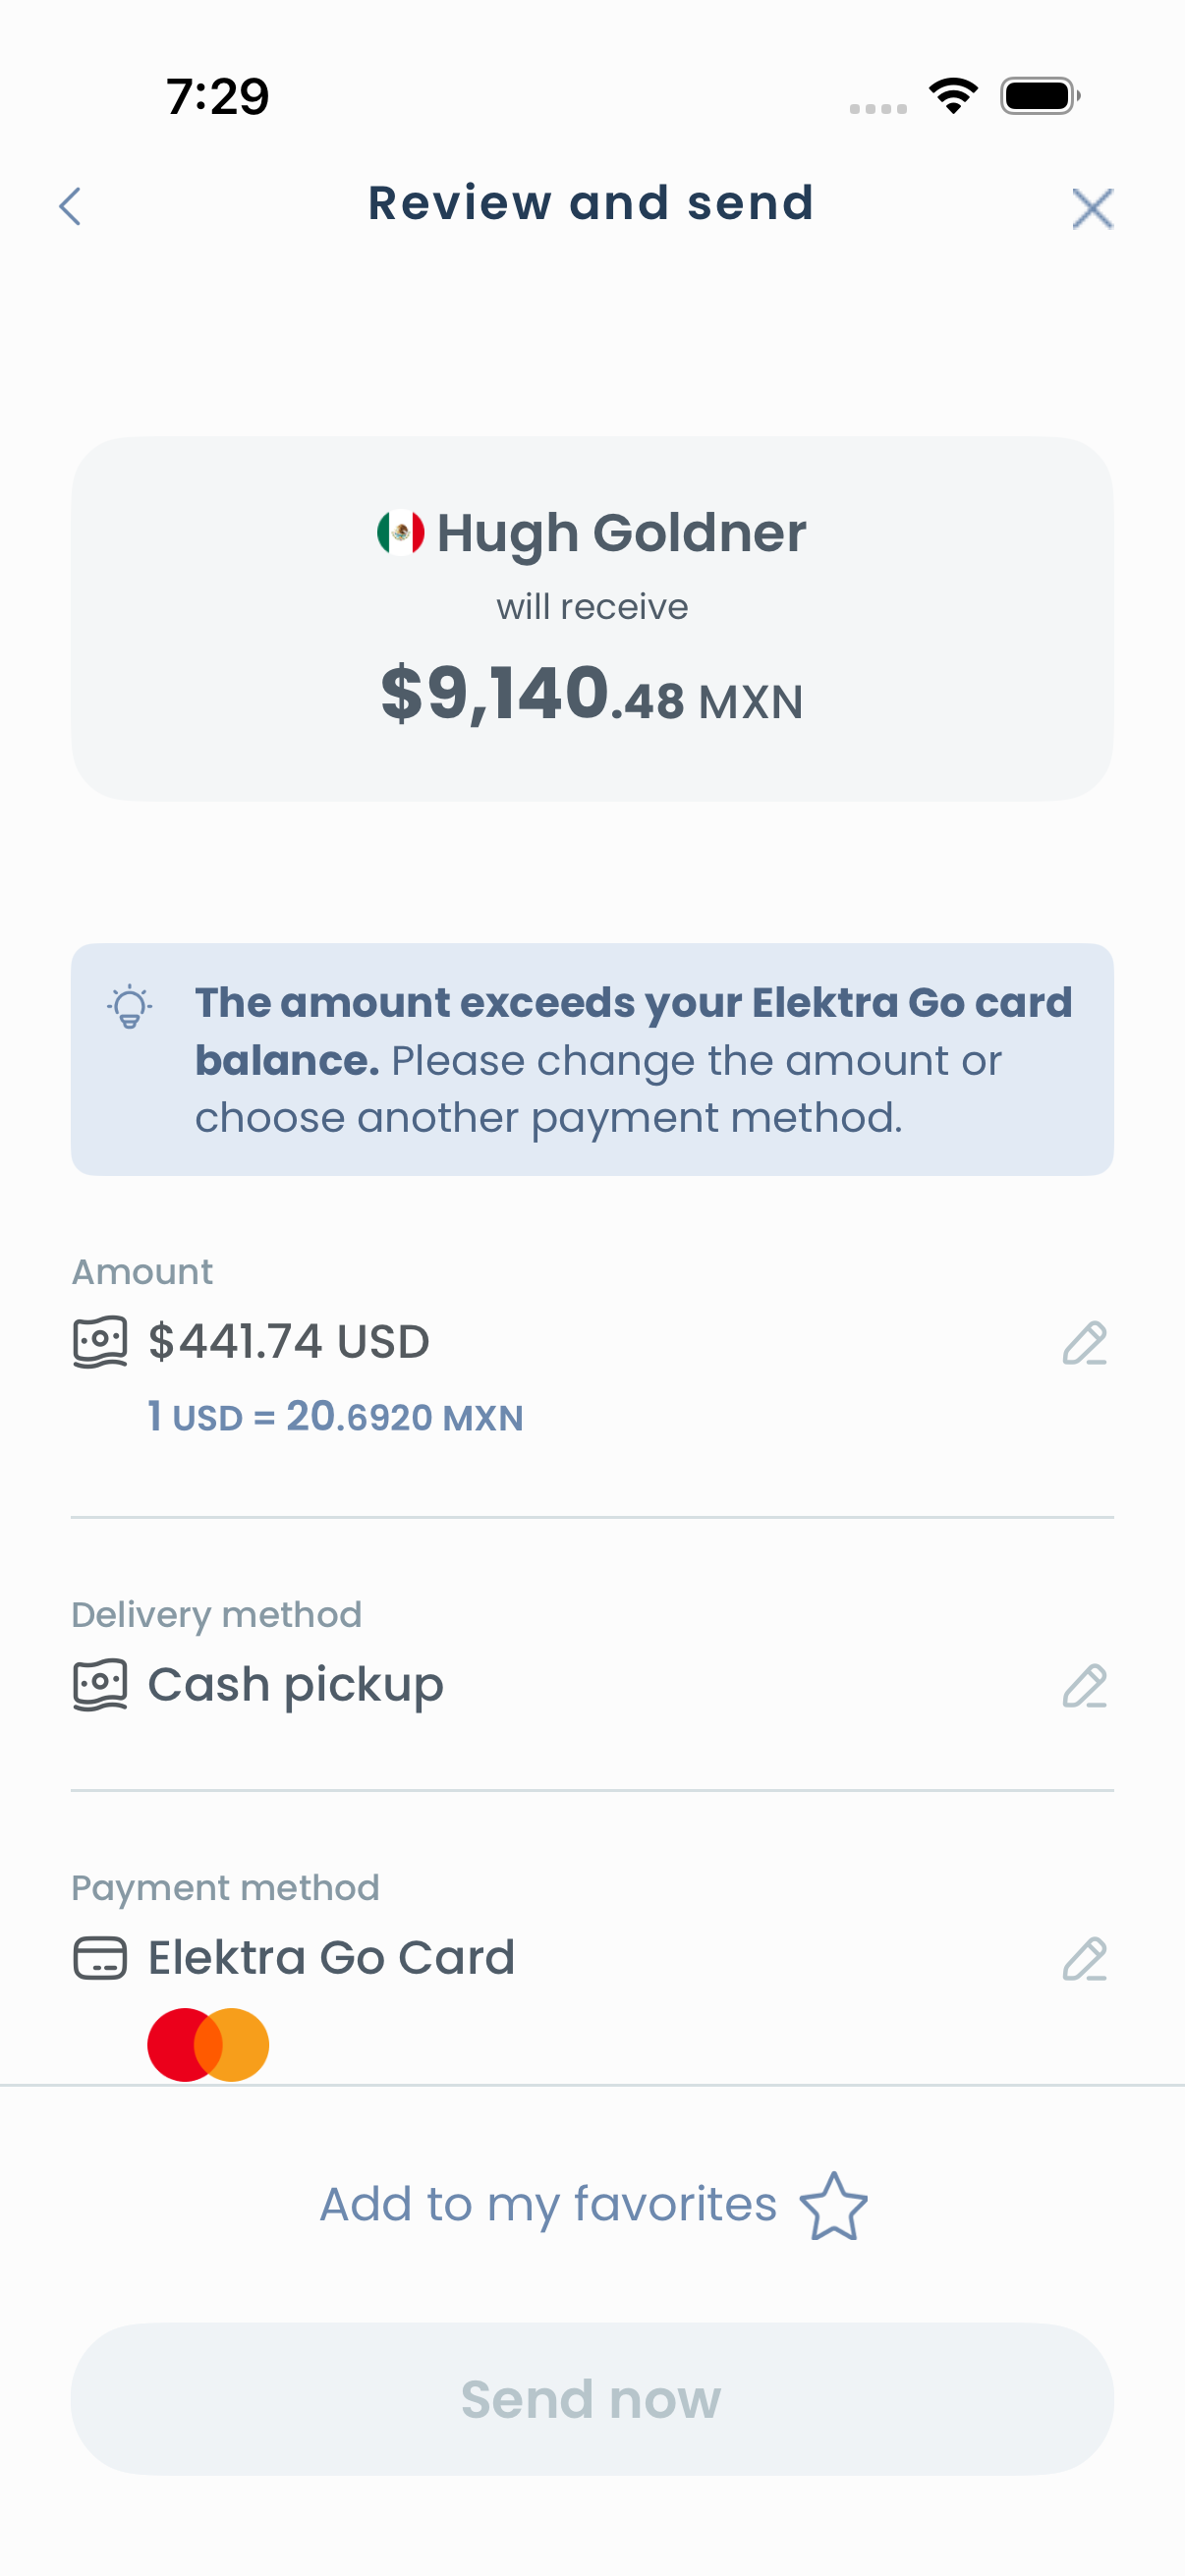 7:29
Review and send
Hugh Goldner
will receive
$9,140.48 MXN
The amount exceeds your Elektra Go card
balance. Please change the amount or
choose another payment method.
Amount
$441.74 USD
1 USD = 20.6920 MXN
Delivery method
Cash pickup
Payment method
Elektra Go Card
Add to my favorites
Send now